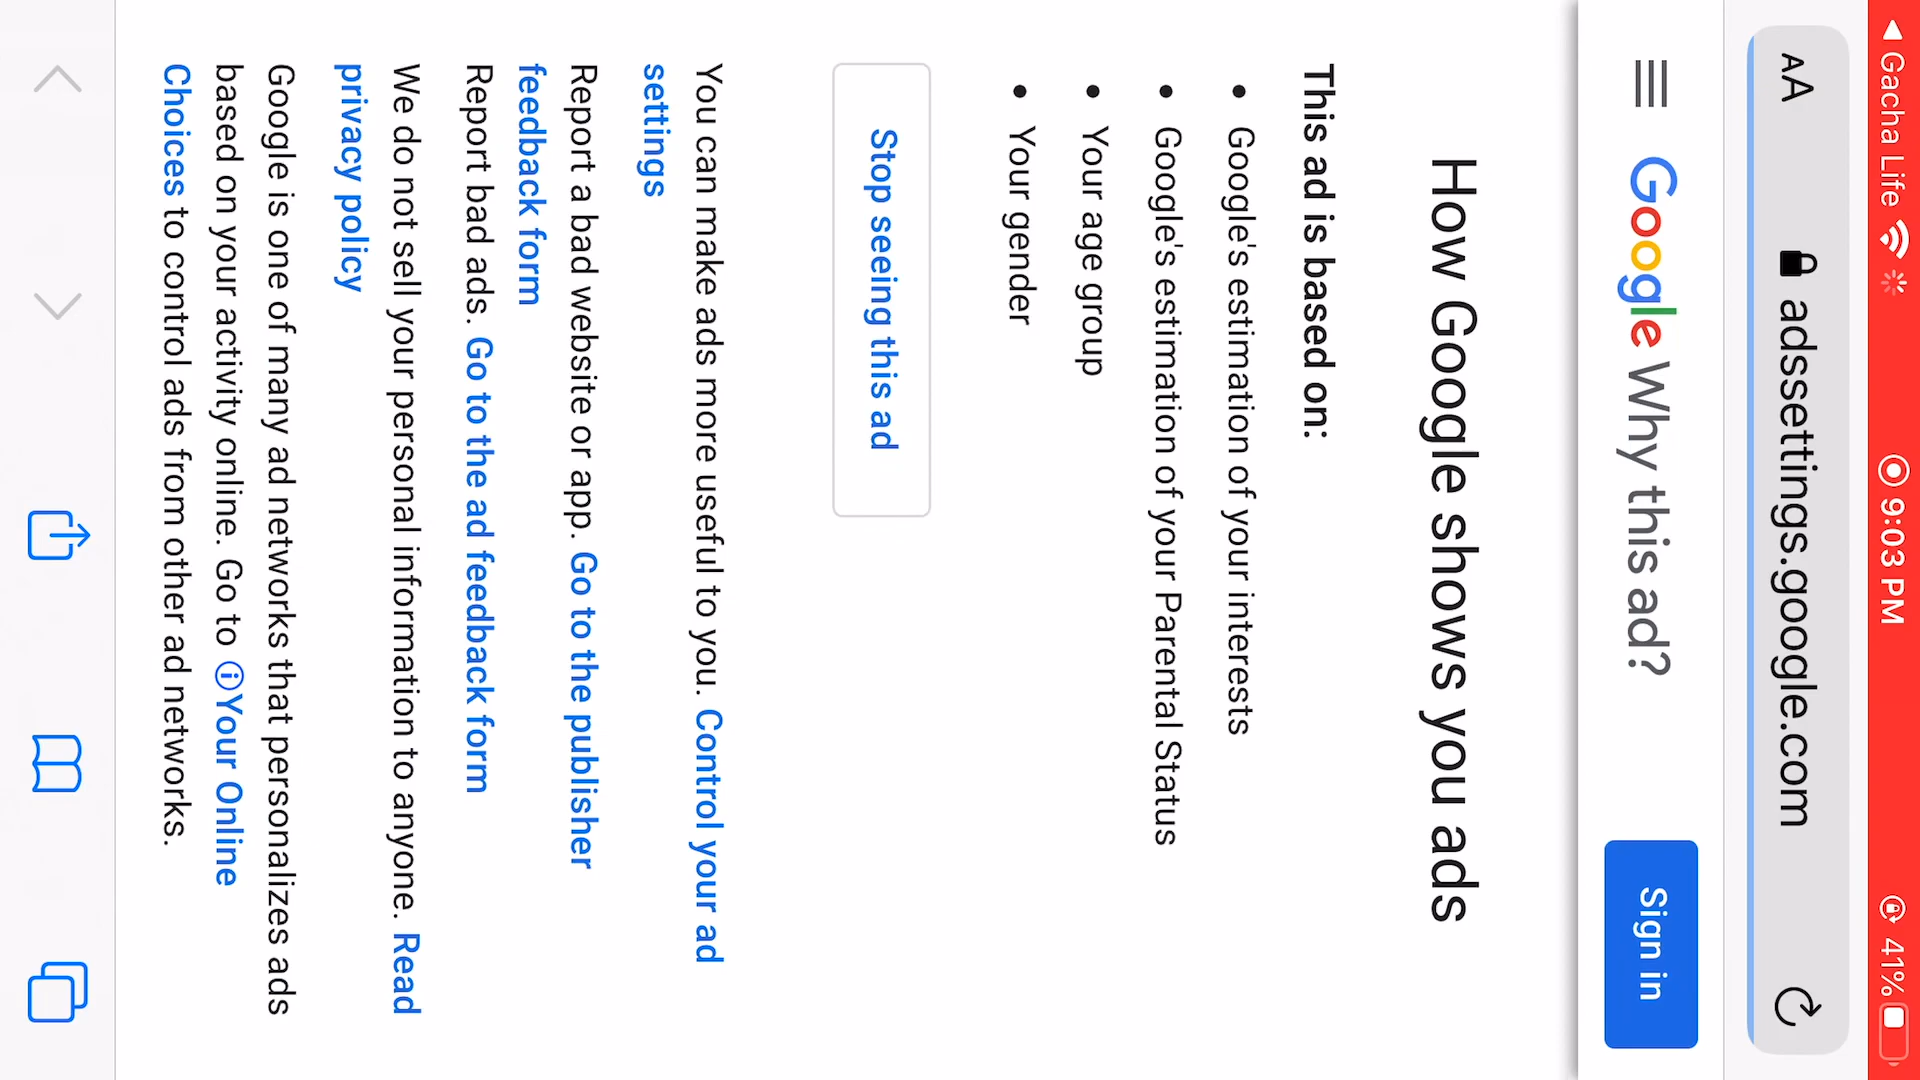 Gacha Life 9:03 PM 41%
AA adssettings.google.com
Google Why this ad? Sign in
How Google shows you ads
This ad is based on:
• Google's estimation of your interests
• Google's estimation of your Parental Status
• Your age group
• Your gender
Stop seeing this ad
You can make ads more useful to you. Control your ad
settings
Report a bad website or app. Go to the publisher
feedback form
Report bad ads. Go to the ad feedback form
We do not sell your personal information to anyone. Read
privacy policy
Google is one of many ad networks that personalizes ads
based on your activity online. Go to Your Online
Choices to control ads from other ad networks.